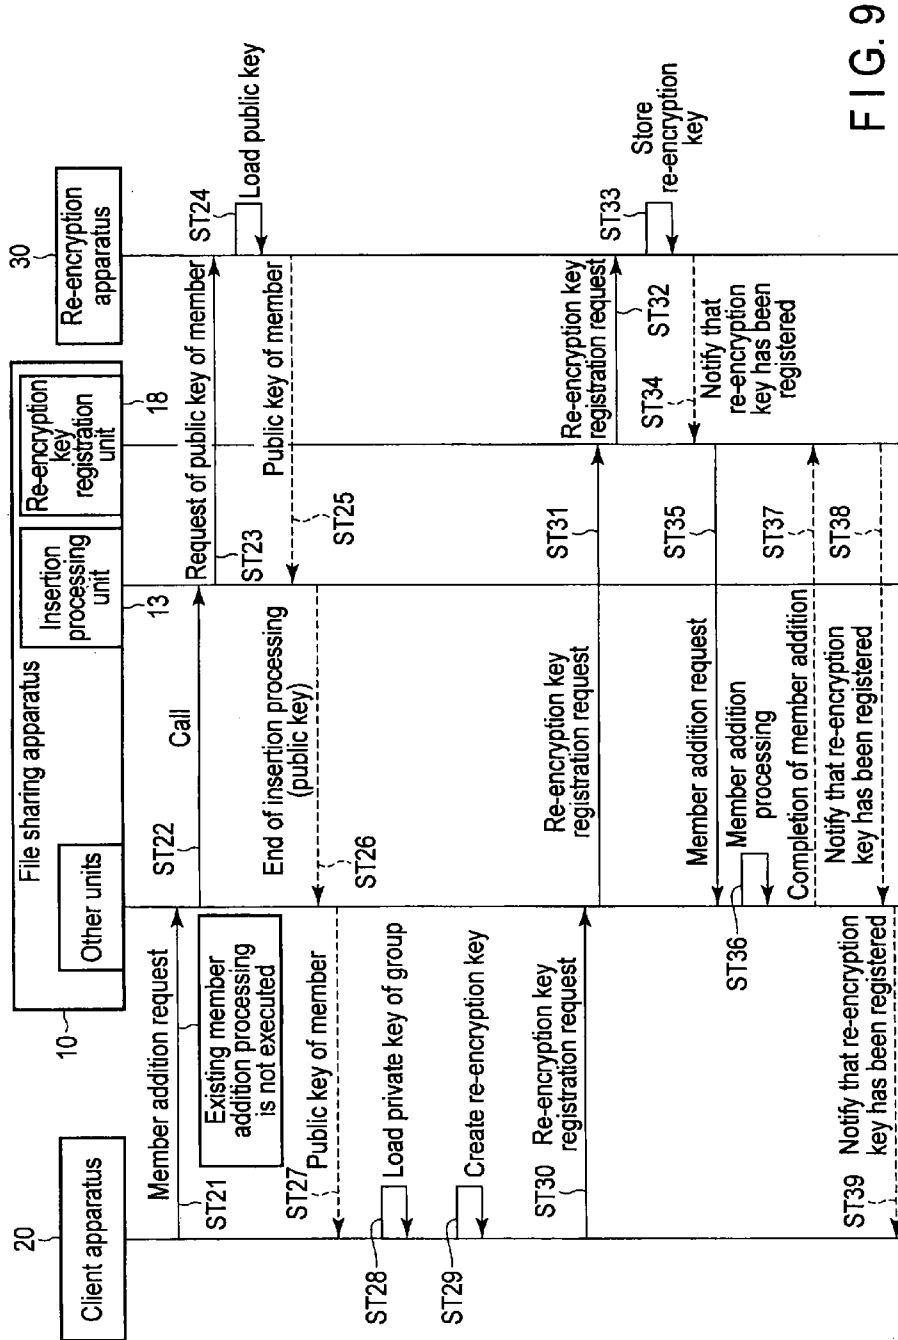 FIG. 9
20
Client apparatus
10
File sharing apparatus
Other units
Insertion
processing
unit
13
Re-encryption
key
registration
unit
18
30
Re-encryption
apparatus
Member addition request
ST21
Existing member
addition processing
is not executed
Call
ST22
Request of public key of member
ST23
ST24
Load public key
Public key of member
ST25
End of insertion processing
(public key)
ST26
Public key of member
ST27
Load private key of group
ST28
Create re-encryption key
ST29
Re-encryption key
registration request
ST30
Re-encryption key
registration request
ST31
Re-encryption key
registration request
ST32
ST33
Store
re-encryption
key
ST34
Notify that
re-encryption
key has been
registered
Member addition request
ST35
Member addition
processing
ST36
Completion of member addition
ST37
Notify that re-encryption
key has been registered
ST38
Notify that re-encryption
key has been registered
ST39